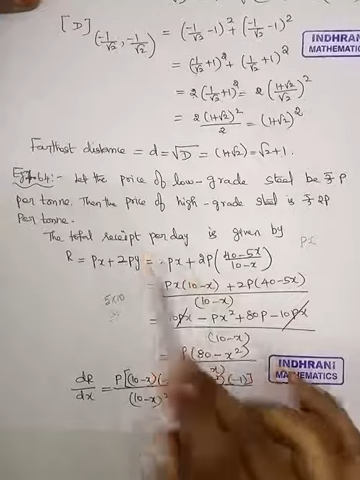 [D](-1/√2, -1/√2) = (-1/√2 - 1)² + (-1/√2 - 1)²
= (1/√2 + 1)² + (1/√2 + 1)²
= 2(1/√2 + 1)² = 2((1+√2)/√2)²
= 2(1+√2)²/2 = (1+√2)²
Farthest distance = d = √D = (1+√2) = √2+1.
64:- Let the price of low-grade steel be ₹ P
per tonne. Then the price of high-grade steel is ₹ 2P
per tonne.
The total receipt per day is given by
R = Px + 2Py = Px + 2P((40-5x)/(10-x))
= (Px(10-x) + 2P(40-5x))/(10-x)
= (10Px - Px² + 80P - 10Px)/(10-x)
P(80-x²)
dR/dx = P[(10-x)( (-1)]
(10-x)²
INDHRANI
MATHEMATICS
INDHRANI
MATHEMATICS